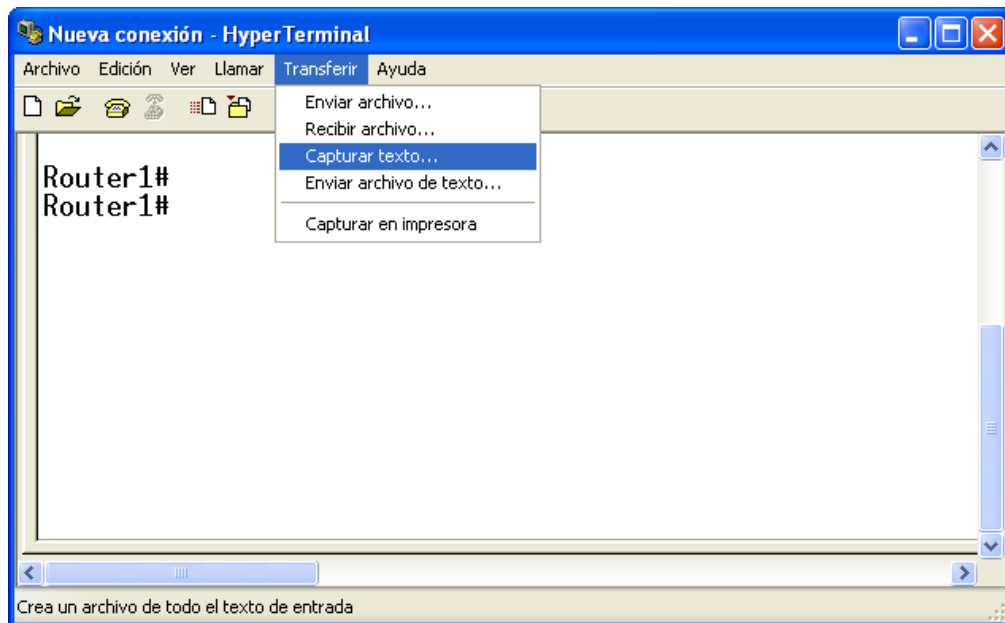 Nueva conexión - HyperTerminal
Archivo Edición Ver Llamar Transferir Ayuda
Enviar archivo...
Recibir archivo...
Capturar texto...
Enviar archivo de texto...
Capturar en impresora
Router1#
Router1#
Crea un archivo de todo el texto de entrada